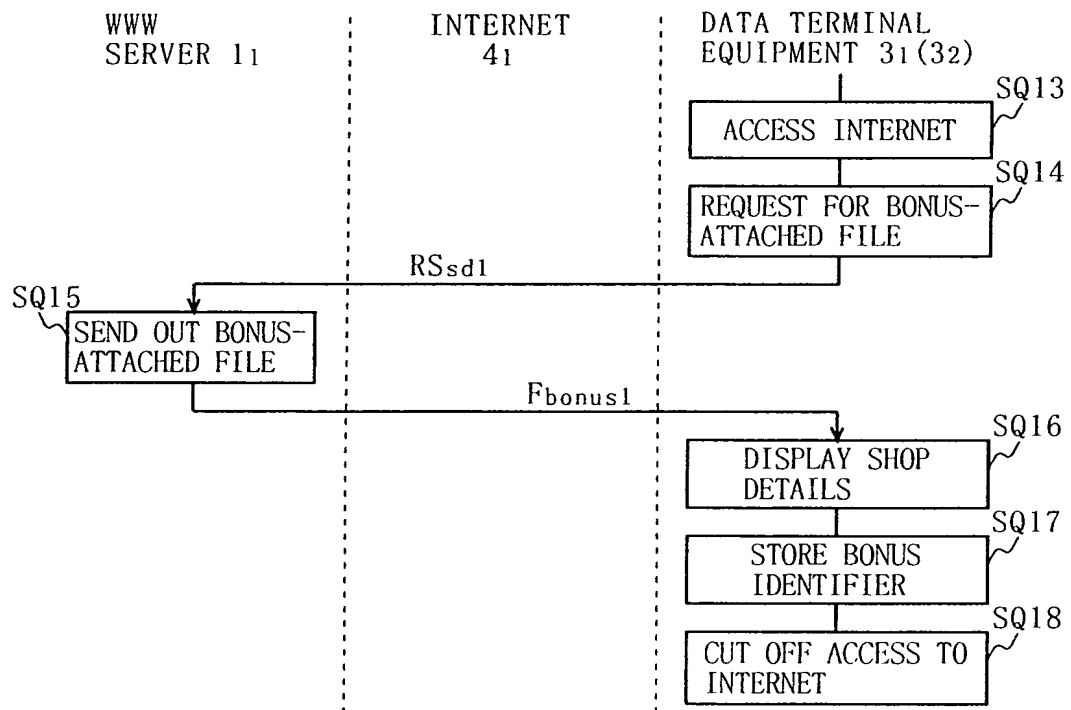 WWW
SERVER 1₁
INTERNET
4₁
DATA TERMINAL
EQUIPMENT 3₁(3₂)
SQ13
ACCESS INTERNET
SQ14
REQUEST FOR BONUS-
ATTACHED FILE
RSsd1
SQ15
SEND OUT BONUS-
ATTACHED FILE
Fbonus1
SQ16
DISPLAY SHOP
DETAILS
SQ17
STORE BONUS
IDENTIFIER
SQ18
CUT OFF ACCESS TO
INTERNET